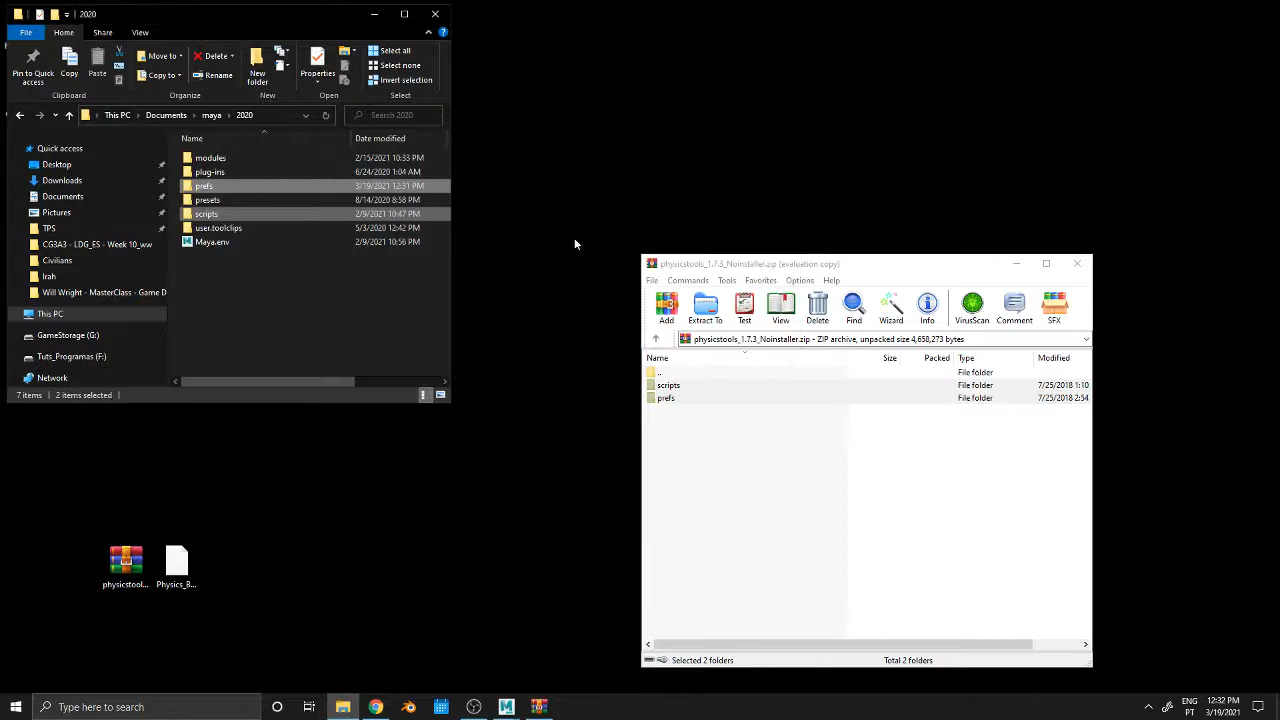 2020
File Home Share View
Pin to Quick access
Copy
Paste
Move to
Copy to
Delete
Rename
New folder
Properties
Select all
Select none
Invert selection
Clipboard Organize New Open Select
This PC Documents maya 2020
Search 2020
Name Date modified
Quick access
Desktop
Downloads
Documents
Pictures
TPS
CG3A3 - LDG_ES - Week 10_ww
Civilians
Irah
Will Wright - MasterClass - Game D
This PC
GameStorage (G:)
Tuts_Programas (F:)
Network
modules 2/15/2021 10:33 PM
plug-ins 6/24/2020 1:04 AM
prefs 3/19/2021 12:31 PM
presets 8/14/2020 8:58 PM
scripts 2/9/2021 10:47 PM
user.toolclips 5/3/2020 12:42 PM
Maya.env 2/9/2021 10:56 PM
7 items 2 items selected
physicstools_1.7.3_Noinstaller.zip (evaluation copy)
File Commands Tools Favorites Options Help
Add Extract To Test View Delete Find Wizard Info VirusScan Comment SFX
physicstools_1.7.3_Noinstaller.zip - ZIP archive, unpacked size 4,658,273 bytes
Name Size Packed Type Modified
.. File folder
scripts File folder 7/25/2018 1:10
prefs File folder 7/25/2018 2:54
Selected 2 folders Total 2 folders
physicstool... Physics_B...
Type here to search
ENG 12:32 PM
PT 3/19/2021